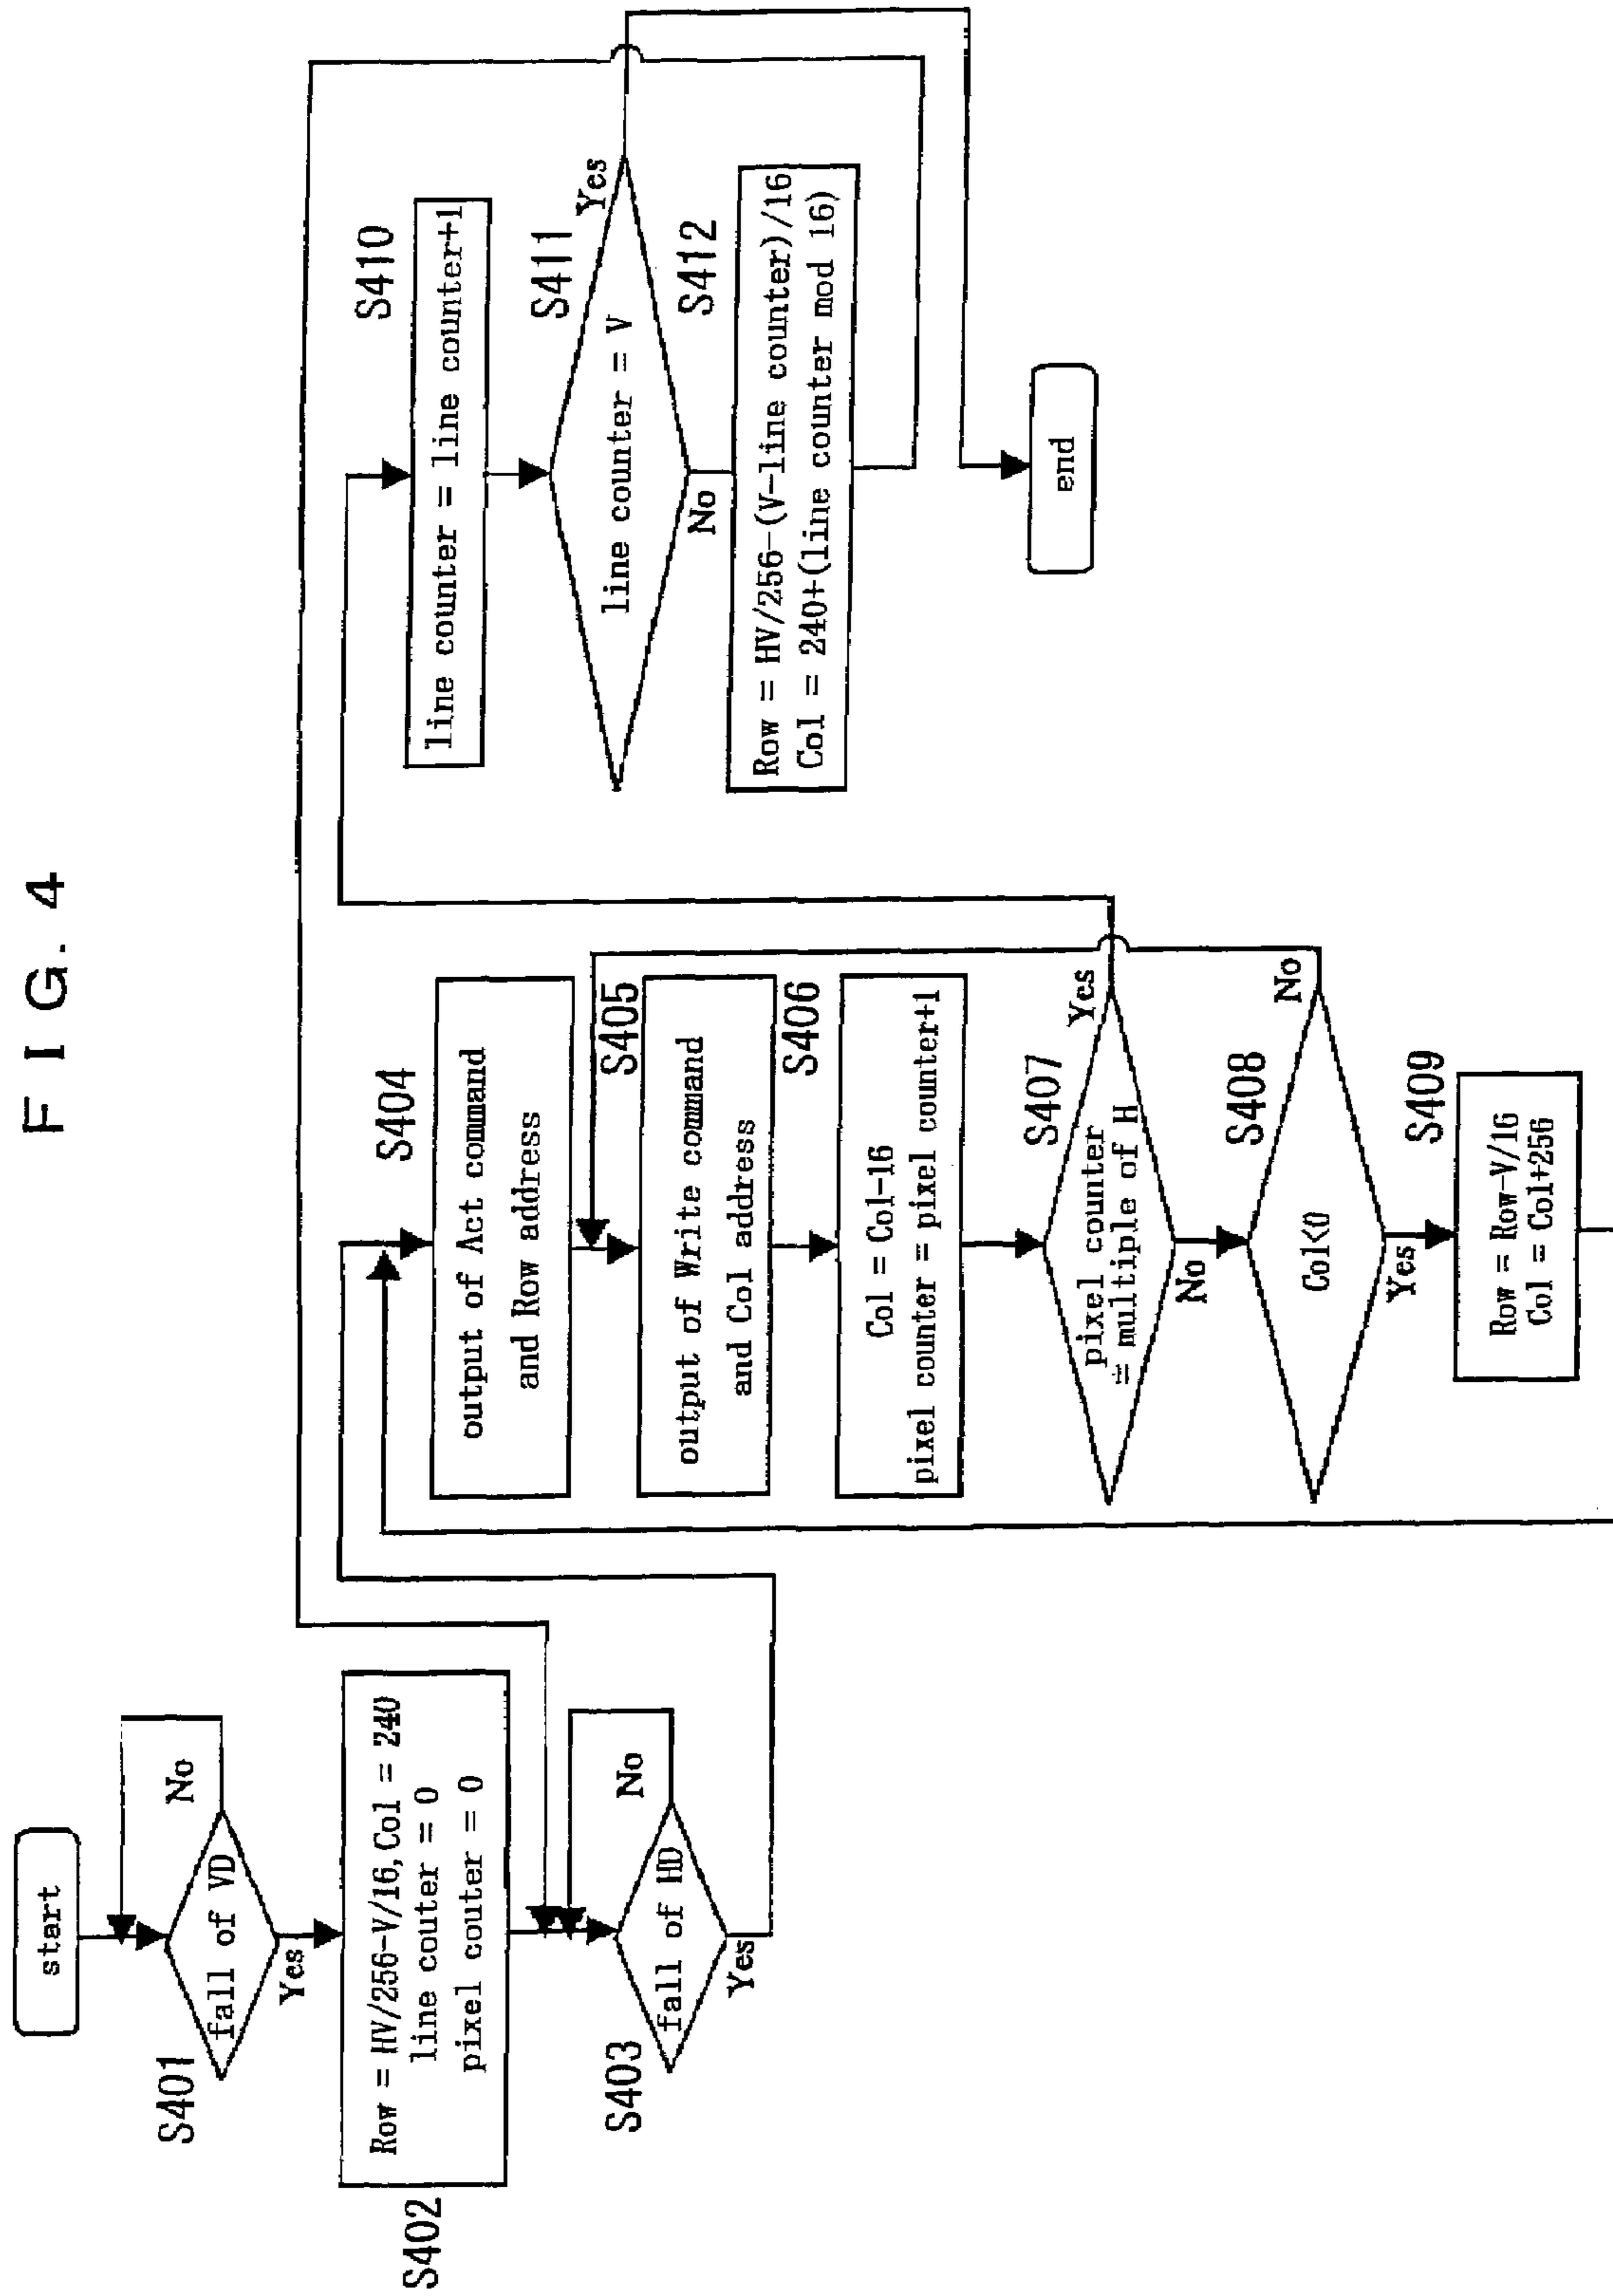 F I G. 4
start
S401
fall of VD
No
Yes
S402
Row = HV/256-V/16, Col = 240
line couter = 0
pixel couter = 0
S403
fall of HD
No
Yes
S404
output of Act command
and Row address
S405
output of Write command
and Col address
S406
Col = Col-16
pixel counter = pixel counter+1
S407
pixel counter
= multiple of H
Yes
No
S408
Col<0
No
Yes
S409
Row = Row-V/16
Col = Col+256
S410
line counter = line counter+1
S411
line counter = V
Yes
No
S412
Row = HV/256-(V-line counter)/16
Col = 240+(line counter mod 16)
end